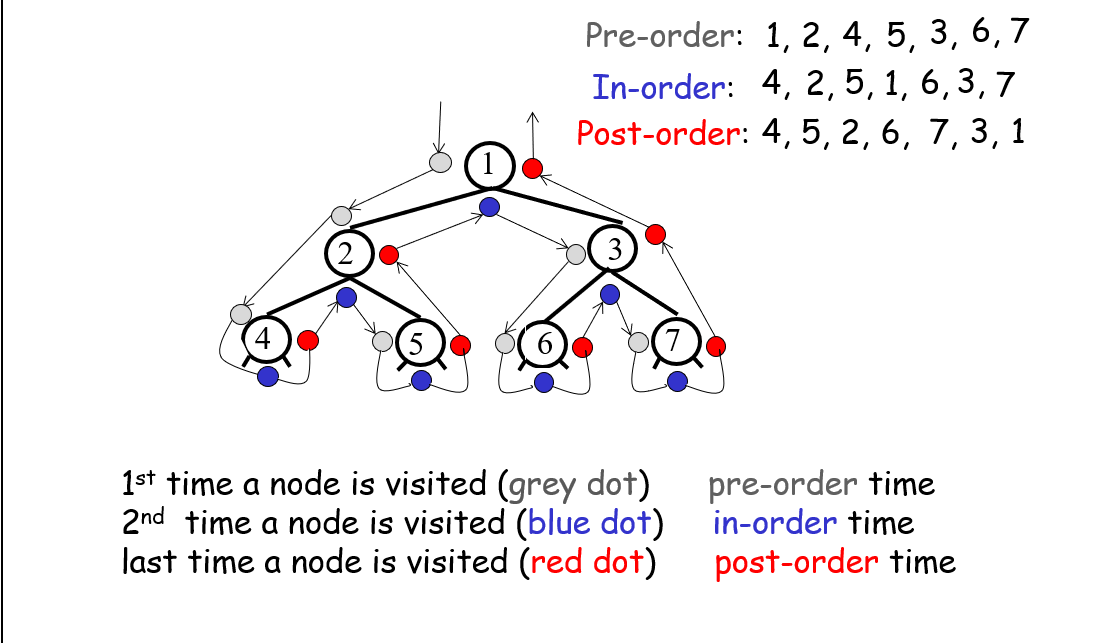 Pre-order: 1, 2, 4, 5, 3, 6, 7
In-order: 4, 2, 5, 1, 6, 3, 7
Post-order: 4, 5, 2, 6, 7, 3, 1
1
2
3
4
5
6
7
1st time a node is visited (grey dot) pre-order time
2nd time a node is visited (blue dot) in-order time
last time a node is visited (red dot) post-order time